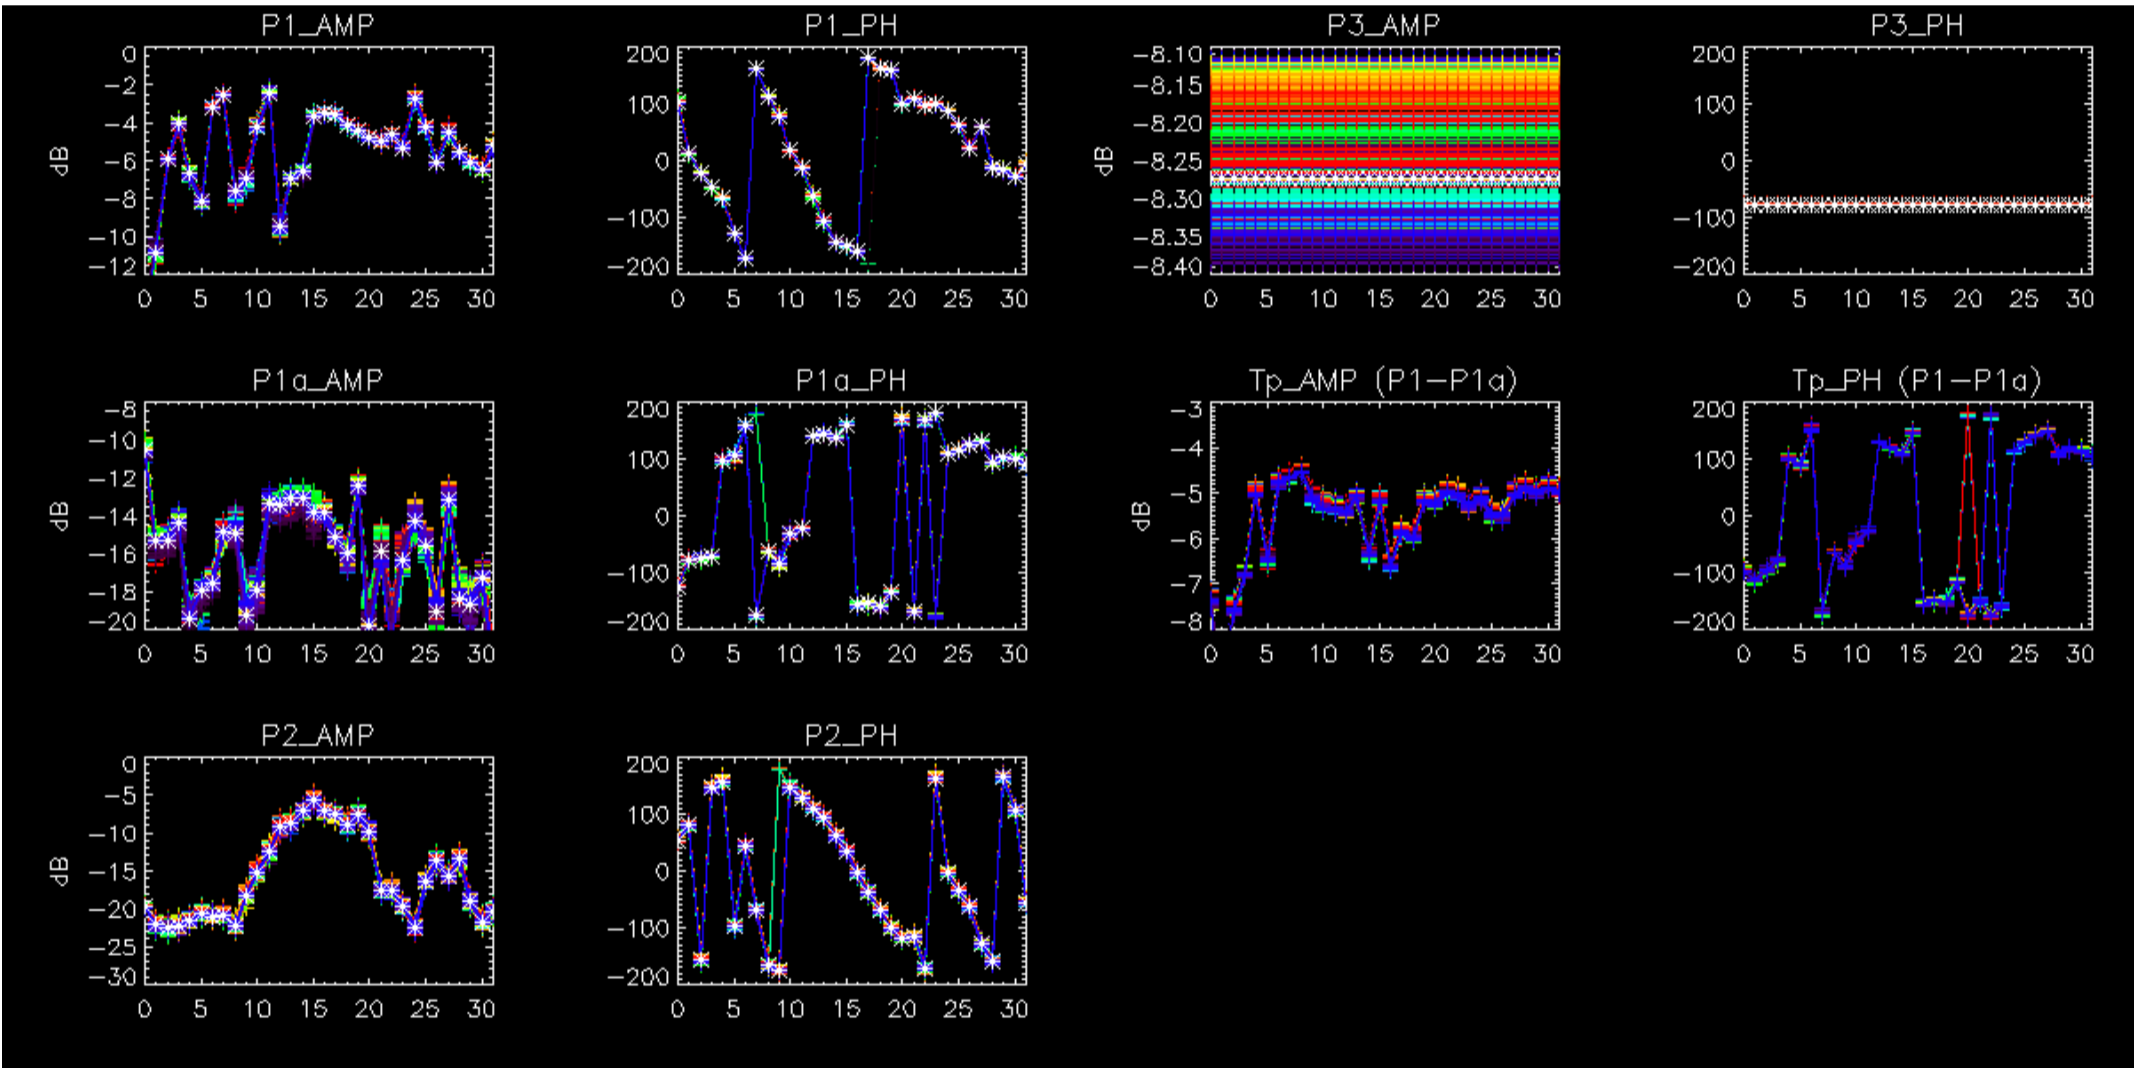 P1_AMP
P1_PH
P3_AMP
P3_PH
dB
0
-2
-4
-6
-8
-10
-12
0 5 10 15 20 25 30
200
100
0
-100
-200
0 5 10 15 20 25 30
dB
-8.10
-8.15
-8.20
-8.25
-8.30
-8.35
-8.40
0 5 10 15 20 25 30
200
100
0
-100
-200
0 5 10 15 20 25 30
P1a_AMP
P1a_PH
Tp_AMP (P1-P1a)
Tp_PH (P1-P1a)
dB
-8
-10
-12
-14
-16
-18
-20
0 5 10 15 20 25 30
200
100
0
-100
-200
0 5 10 15 20 25 30
dB
-3
-4
-5
-6
-7
-8
0 5 10 15 20 25 30
200
100
0
-100
-200
0 5 10 15 20 25 30
P2_AMP
P2_PH
dB
0
-5
-10
-15
-20
-25
-30
0 5 10 15 20 25 30
200
100
0
-100
-200
0 5 10 15 20 25 30